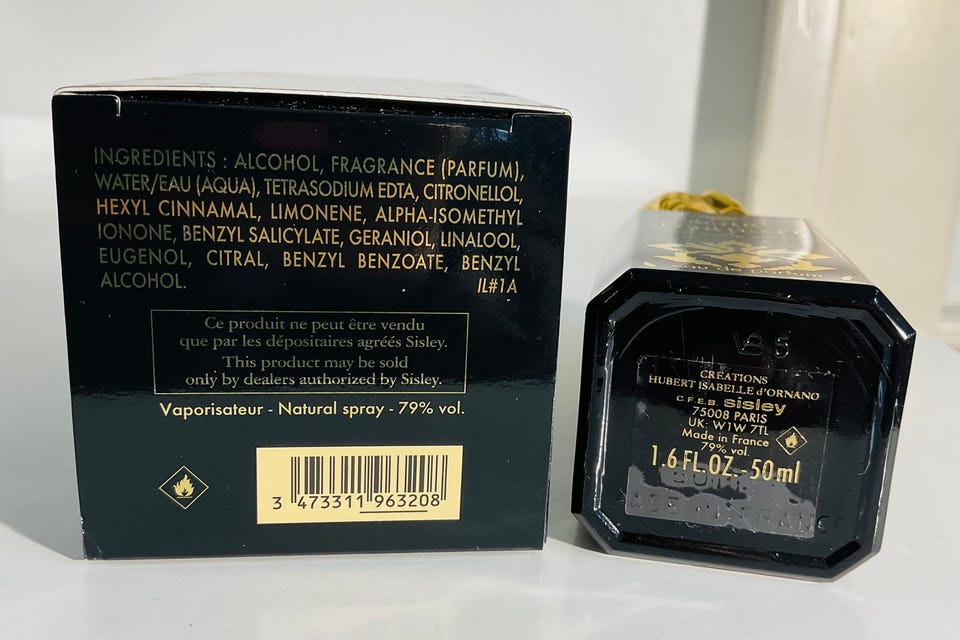 INGREDIENTS : ALCOHOL, FRAGRANCE (PARFUM),
WATER/EAU (AQUA), TETRASODIUM EDTA, CITRONELLOL,
HEXYL CINNAMAL, LIMONENE, ALPHA-ISOMETHYL
IONONE, BENZYL SALICYLATE, GERANIOL, LINALOOL,
EUGENOL, CITRAL, BENZYL BENZOATE, BENZYL
ALCOHOL. IL#1A
Ce produit ne peut être vendu
que par les dépositaires agréés Sisley.
This product may be sold
only by dealers authorized by Sisley.
Vaporisateur - Natural spray - 79% vol.
3 473311 963208
eau de parfum
CREATIONS
HUBERT ISABELLE d'ORNANO
C.F.E.B. sisley
75008 PARIS
UK: W1W 7TL
Made in France
79% vol.
1.6 FL.OZ.-50ml